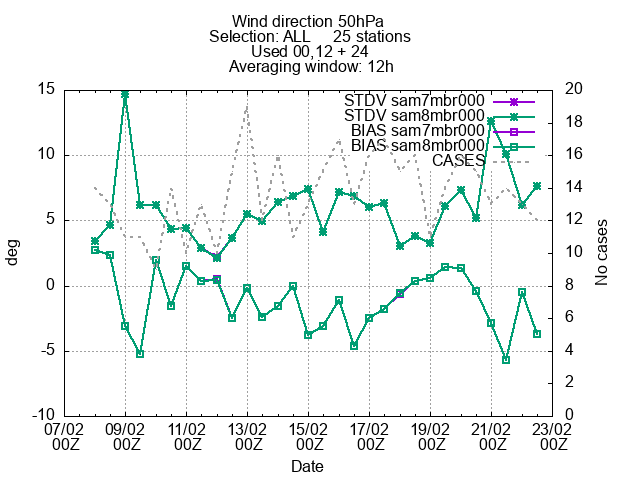 Wind direction 50hPa
Selection: ALL 25 stations
Used 00,12 + 24
Averaging window: 12h
STDV sam7mbr000
STDV sam8mbr000
BIAS sam7mbr000
BIAS sam8mbr000
CASES
15
10
5
0
-5
-10
deg
20
18
16
14
12
10
8
6
4
2
0
No cases
07/02 09/02 11/02 13/02 15/02 17/02 19/02 21/02 23/02
00Z 00Z 00Z 00Z 00Z 00Z 00Z 00Z 00Z
Date